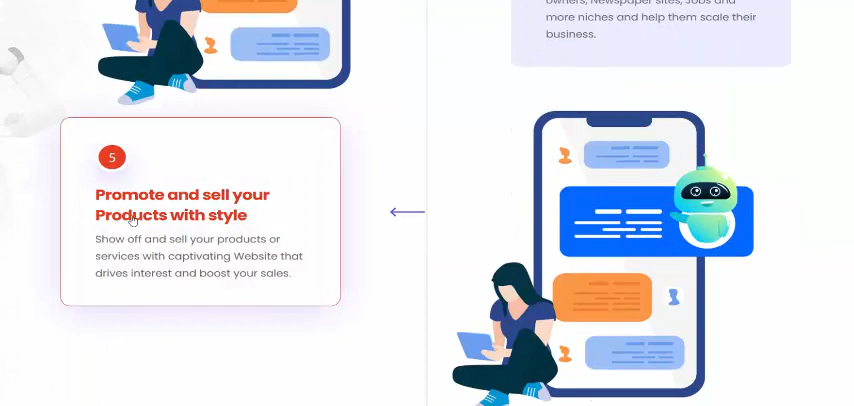 owners, Newspaper sites, Jobs and
more niches and help them scale their
business.
5
Promote and sell your
Products with style
Show off and sell your products or
services with captivating Website that
drives interest and boost your sales.